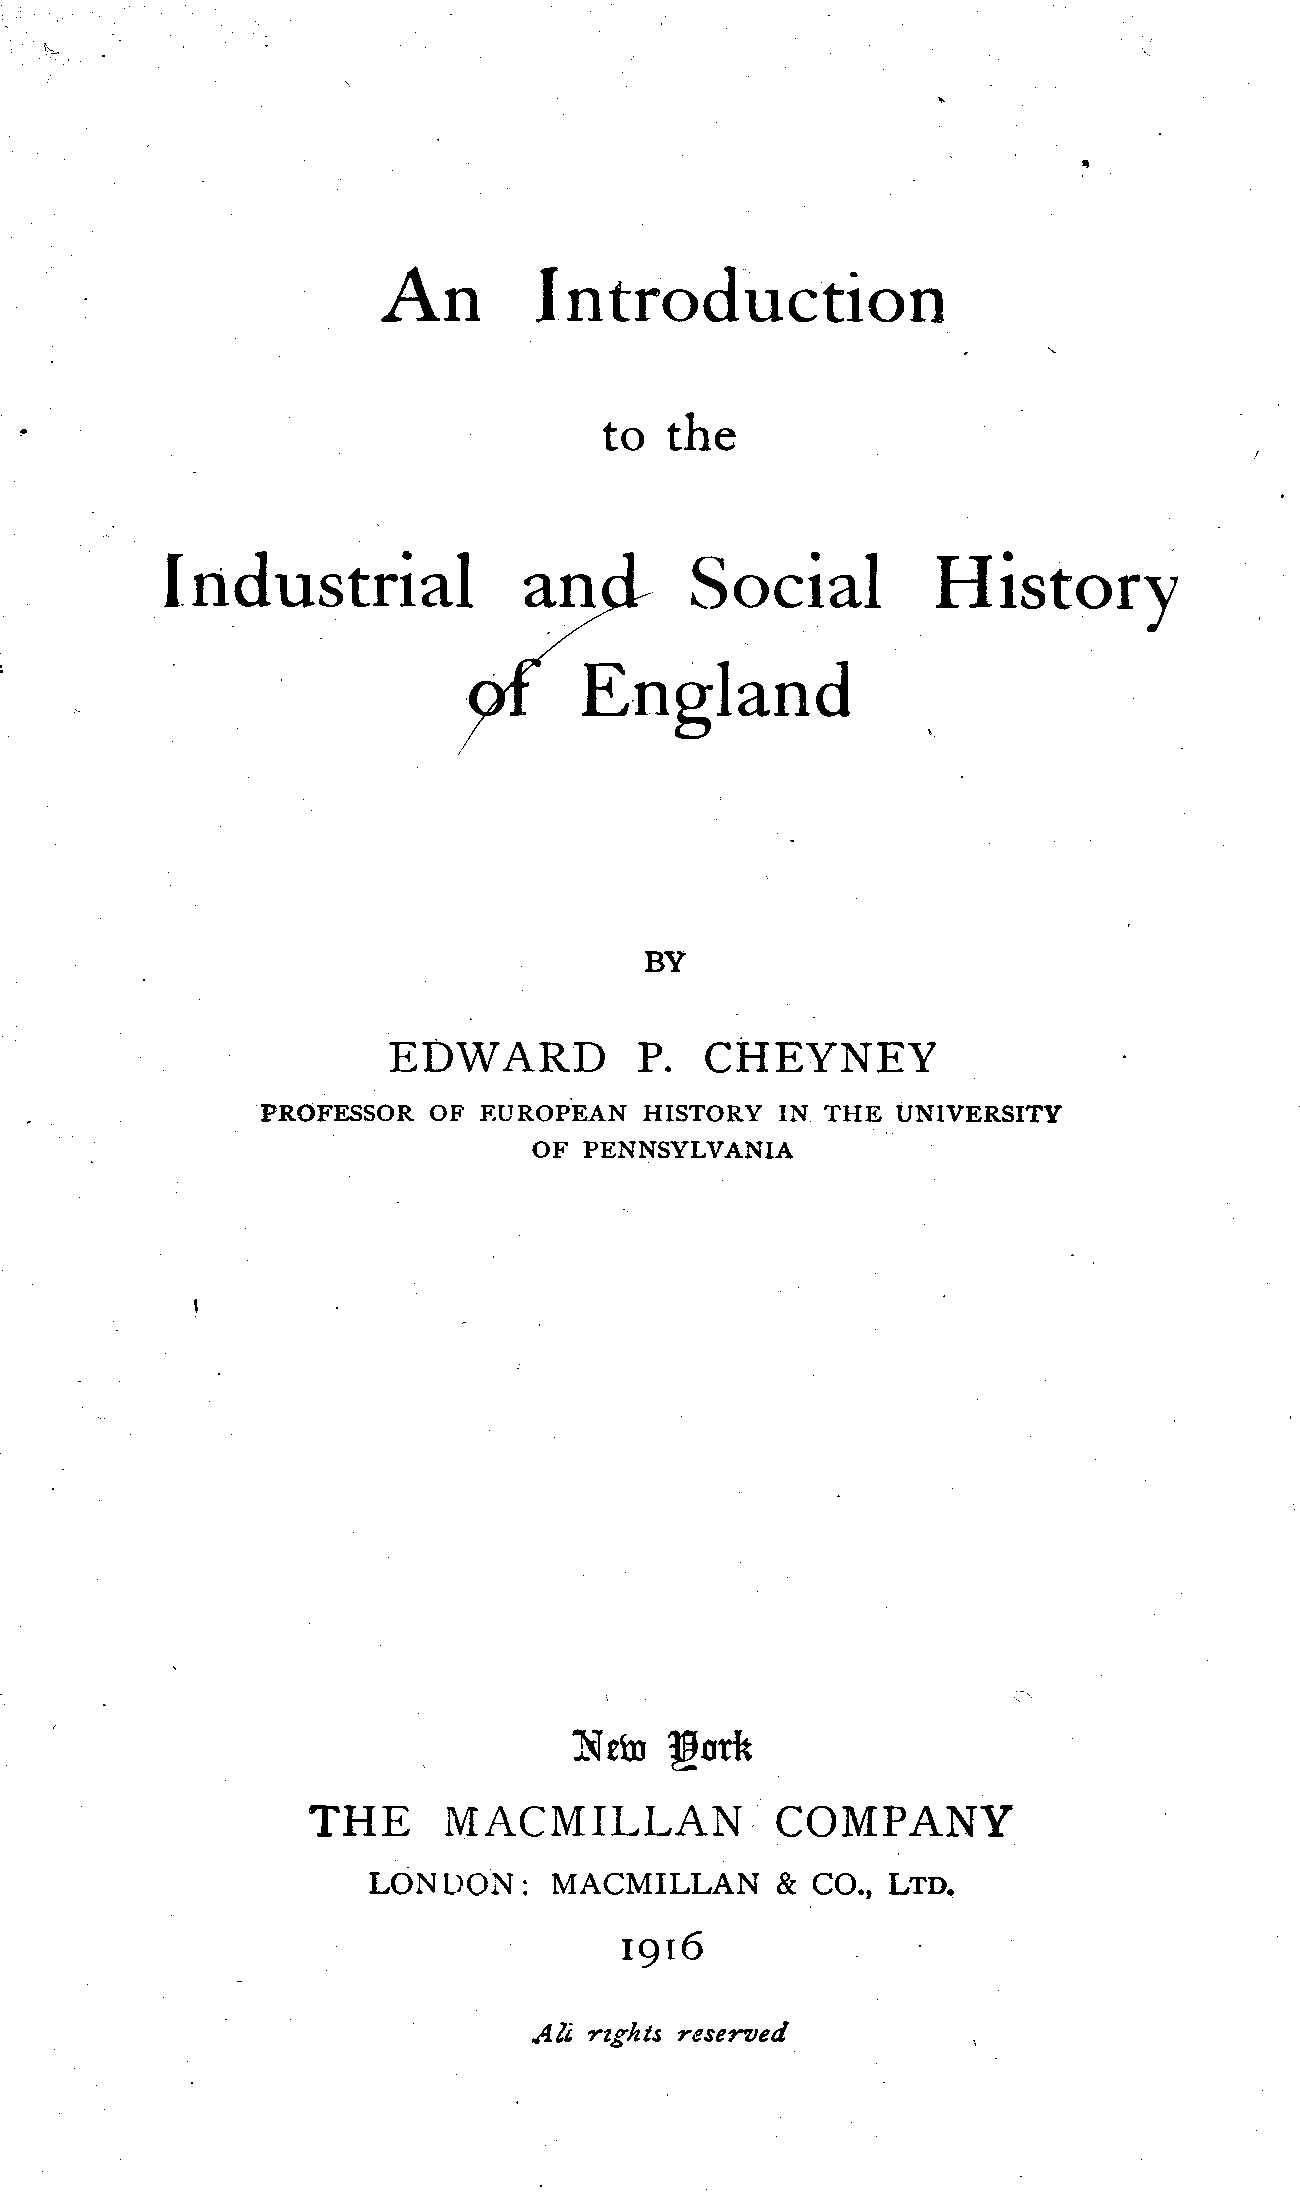 An Introduction
to the
Industrial and Social History
of England
BY
EDWARD P. CHEYNEY
PROFESSOR OF EUROPEAN HISTORY IN THE UNIVERSITY
OF PENNSYLVANIA
New York
THE MACMILLAN COMPANY
LONDON: MACMILLAN & CO., LTD.
1916
All rights reserved